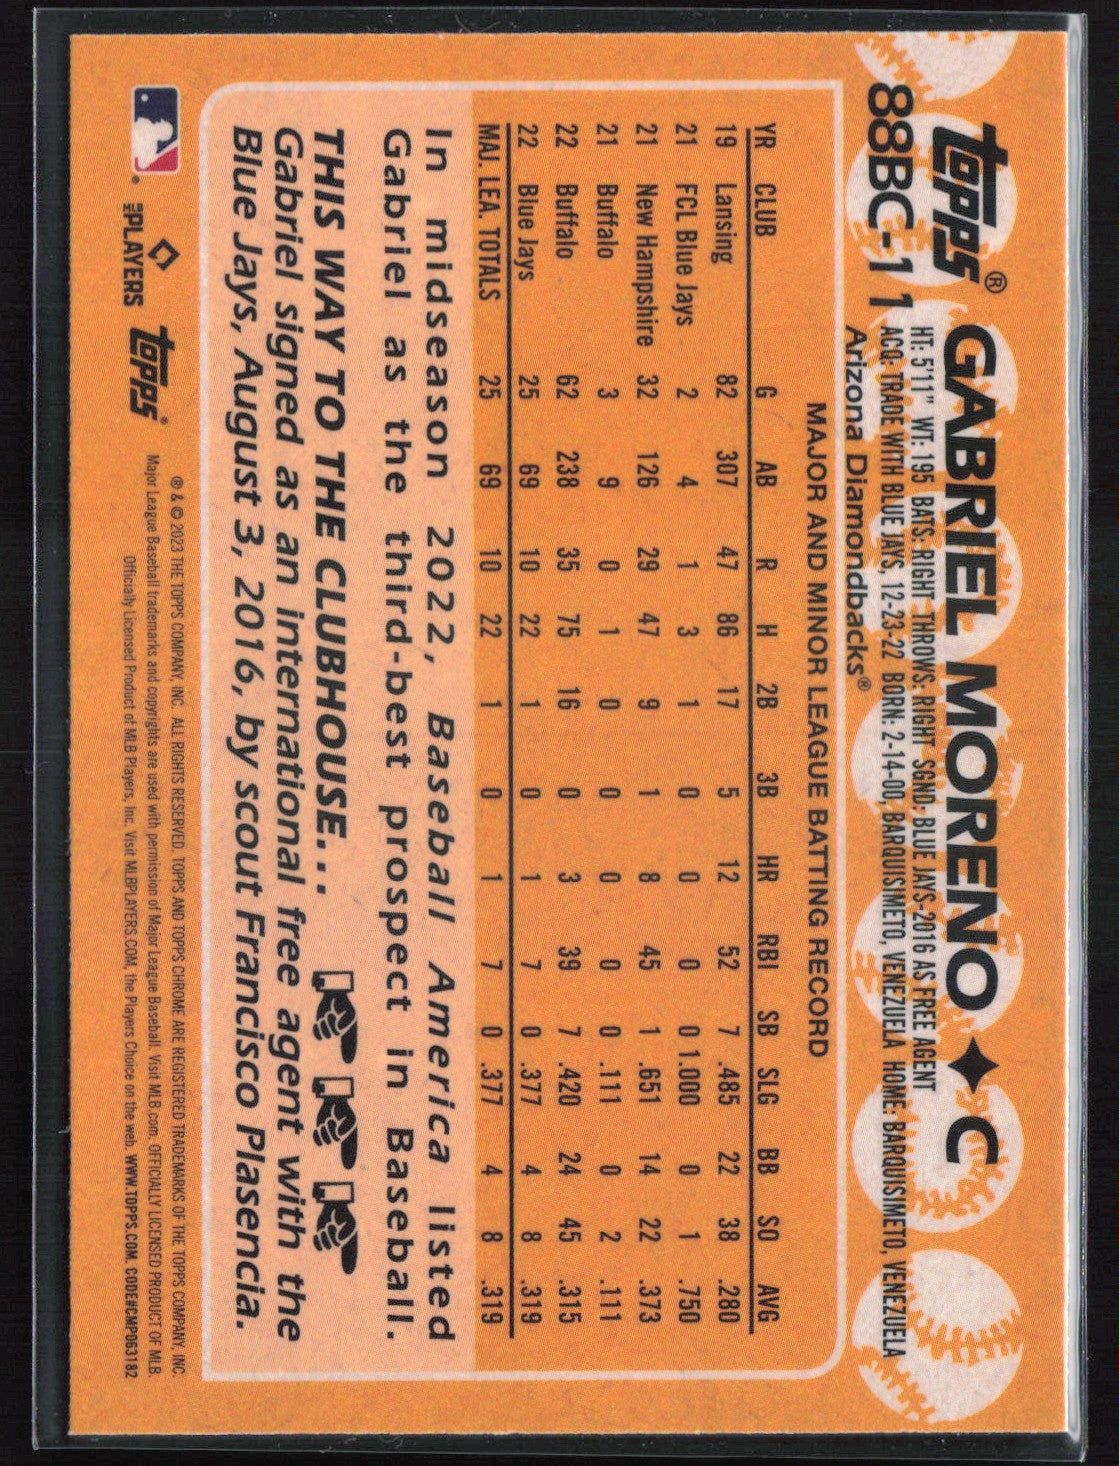 topps® GABRIEL MORENO ✦ C
88BC-11
HT: 5'11" WT: 195 BATS: RIGHT THROWS: RIGHT SGND: BLUE JAYS-2016 AS FREE AGENT
ACQ: TRADE WITH BLUE JAYS, 12-23-22 BORN: 2-14-00, BARQUISIMETO, VENEZUELA HOME: BARQUISIMETO, VENEZUELA
Arizona Diamondbacks®
MAJOR AND MINOR LEAGUE BATTING RECORD
YR CLUB G AB R H 2B 3B HR RBI SB SLG BB SO AVG
19 Lansing 82 307 47 86 17 5 12 52 7 .485 22 38 .280
21 FCL Blue Jays 2 4 1 3 1 0 0 0 0 1.000 0 1 .750
21 New Hampshire 32 126 29 47 9 1 8 45 1 .651 14 22 .373
21 Buffalo 3 9 0 1 0 0 0 0 0 .111 0 2 .111
22 Buffalo 62 238 35 75 16 0 3 39 7 .420 24 45 .315
22 Blue Jays 25 69 10 22 1 0 1 7 0 .377 4 8 .319
MAJ. LEA. TOTALS 25 69 10 22 1 0 1 7 0 .377 4 8 .319
In midseason 2022, Baseball America listed
Gabriel as the third-best prospect in Baseball.
THIS WAY TO THE CLUBHOUSE...
Gabriel signed as an international free agent with the
Blue Jays, August 3, 2016, by scout Francisco Plasencia.
® & © 2023 THE TOPPS COMPANY, INC. ALL RIGHTS RESERVED. TOPPS AND TOPPS CHROME ARE REGISTERED TRADEMARKS OF THE TOPPS COMPANY, INC.
Major League Baseball trademarks and copyrights are used with permission of Major League Baseball. Visit MLB.com. OFFICIALLY LICENSED PRODUCT OF MLB.
Officially Licensed Product of MLB Players, Inc. Visit MLBPLAYERS.COM, the Players Choice on the web. WWW.TOPPS.COM. CODE#CMP063182
MLB PLAYERS
topps®